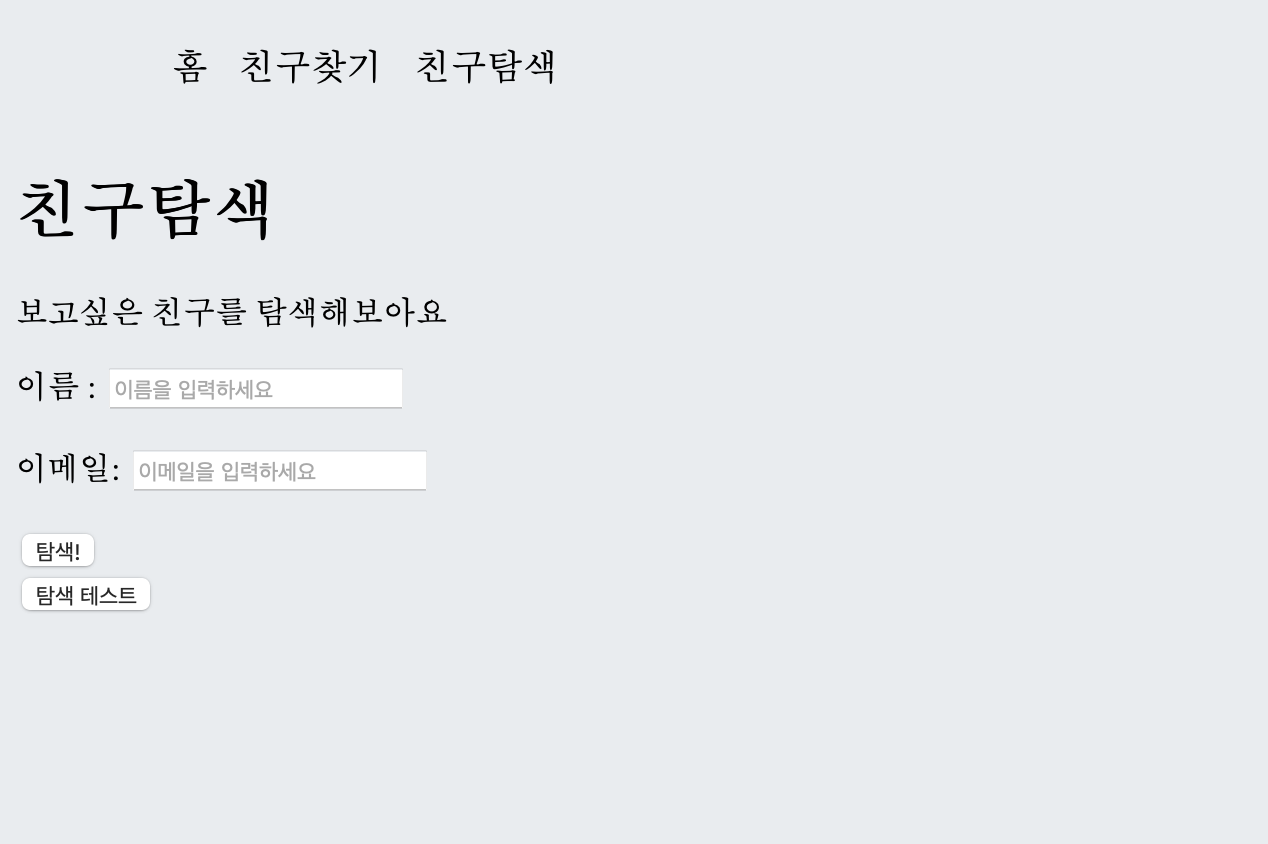 홈 친구찾기 친구탐색
친구탐색
보고싶은 친구를 탐색해보아요
이름 : 이름을 입력하세요
이메일: 이메일을 입력하세요
탐색!
탐색 테스트